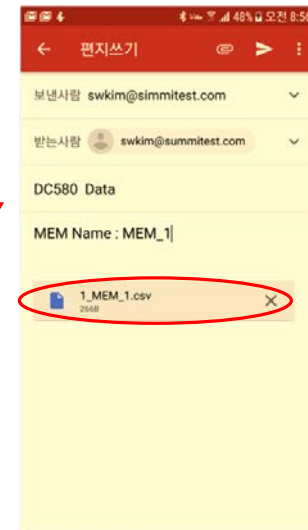 48% 오전 8:56
편지쓰기
보낸사람 swkim@simmitest.com
받는사람 swkim@summitest.com
DC580 Data
MEM Name : MEM_1
1_MEM_1.csv
266B